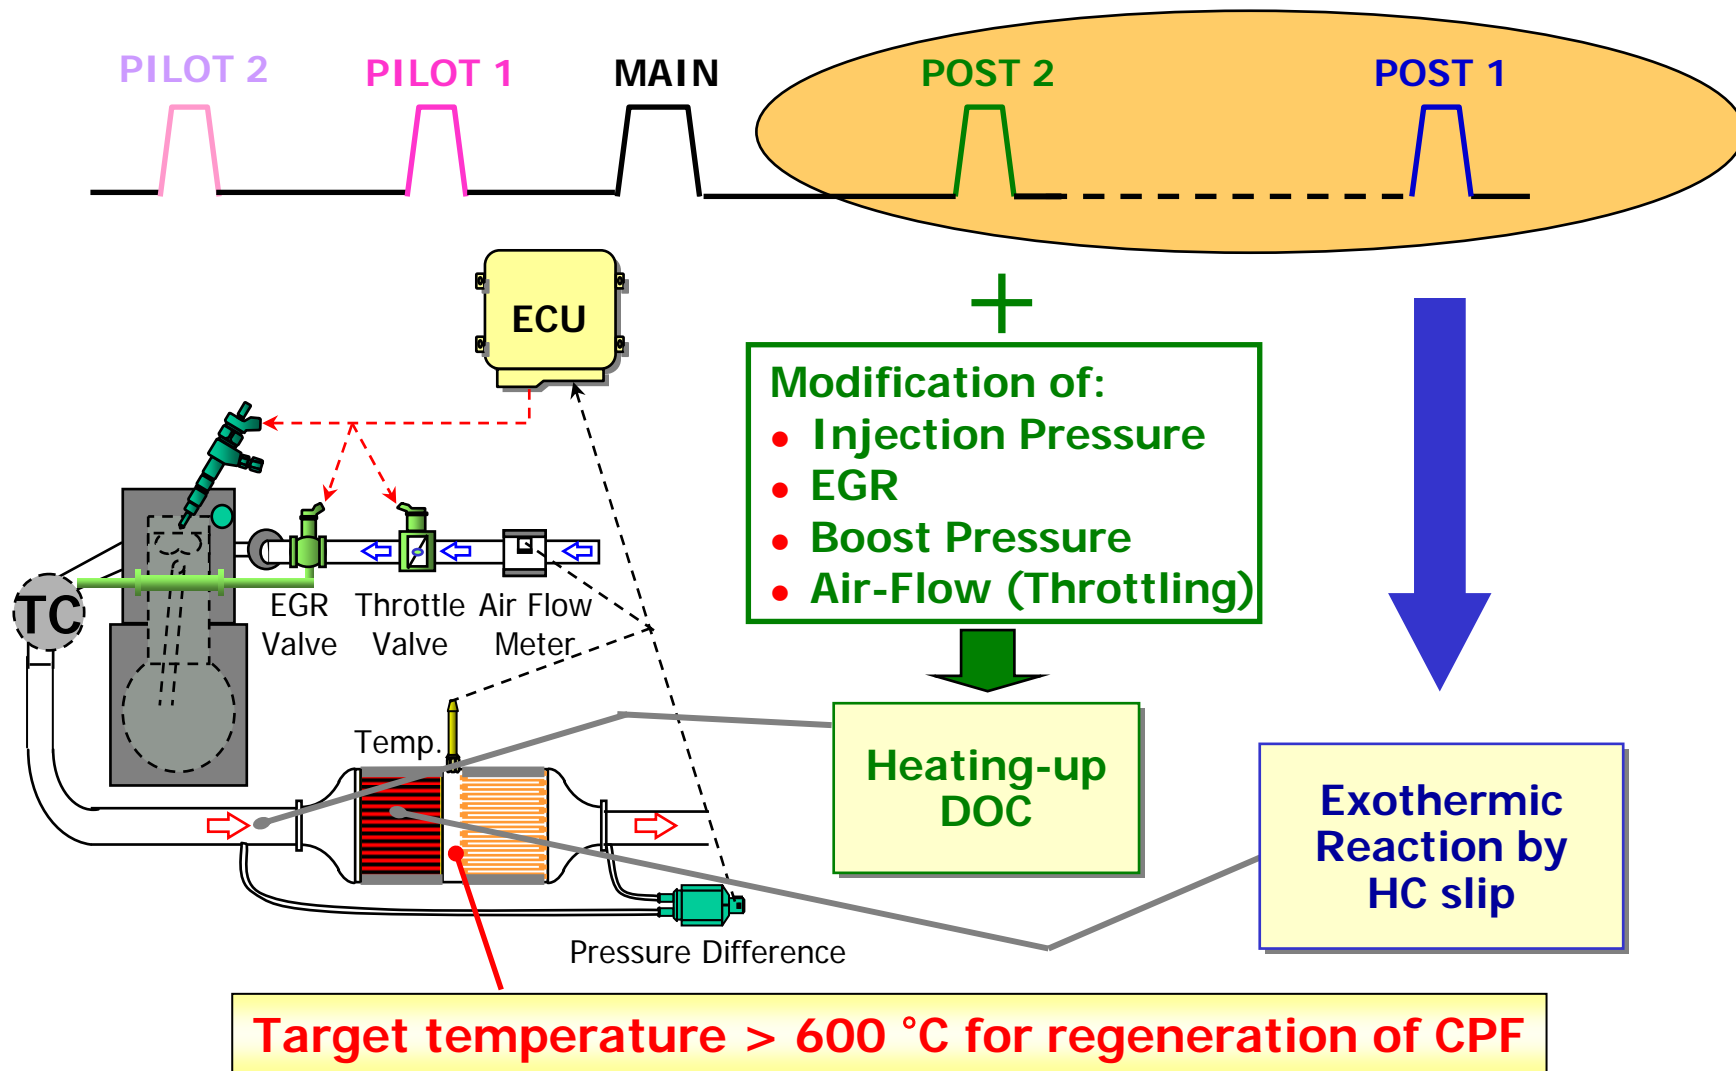 PILOT 2
PILOT 1
MAIN
POST 2
POST 1
ECU
Modification of:
• Injection Pressure
• EGR
• Boost Pressure
• Air-Flow (Throttling)
TC
EGR
Valve
Throttle
Valve
Air Flow
Meter
Temp.
Heating-up
DOC
Exothermic
Reaction by
HC slip
Pressure Difference
Target temperature > 600 °C for regeneration of CPF